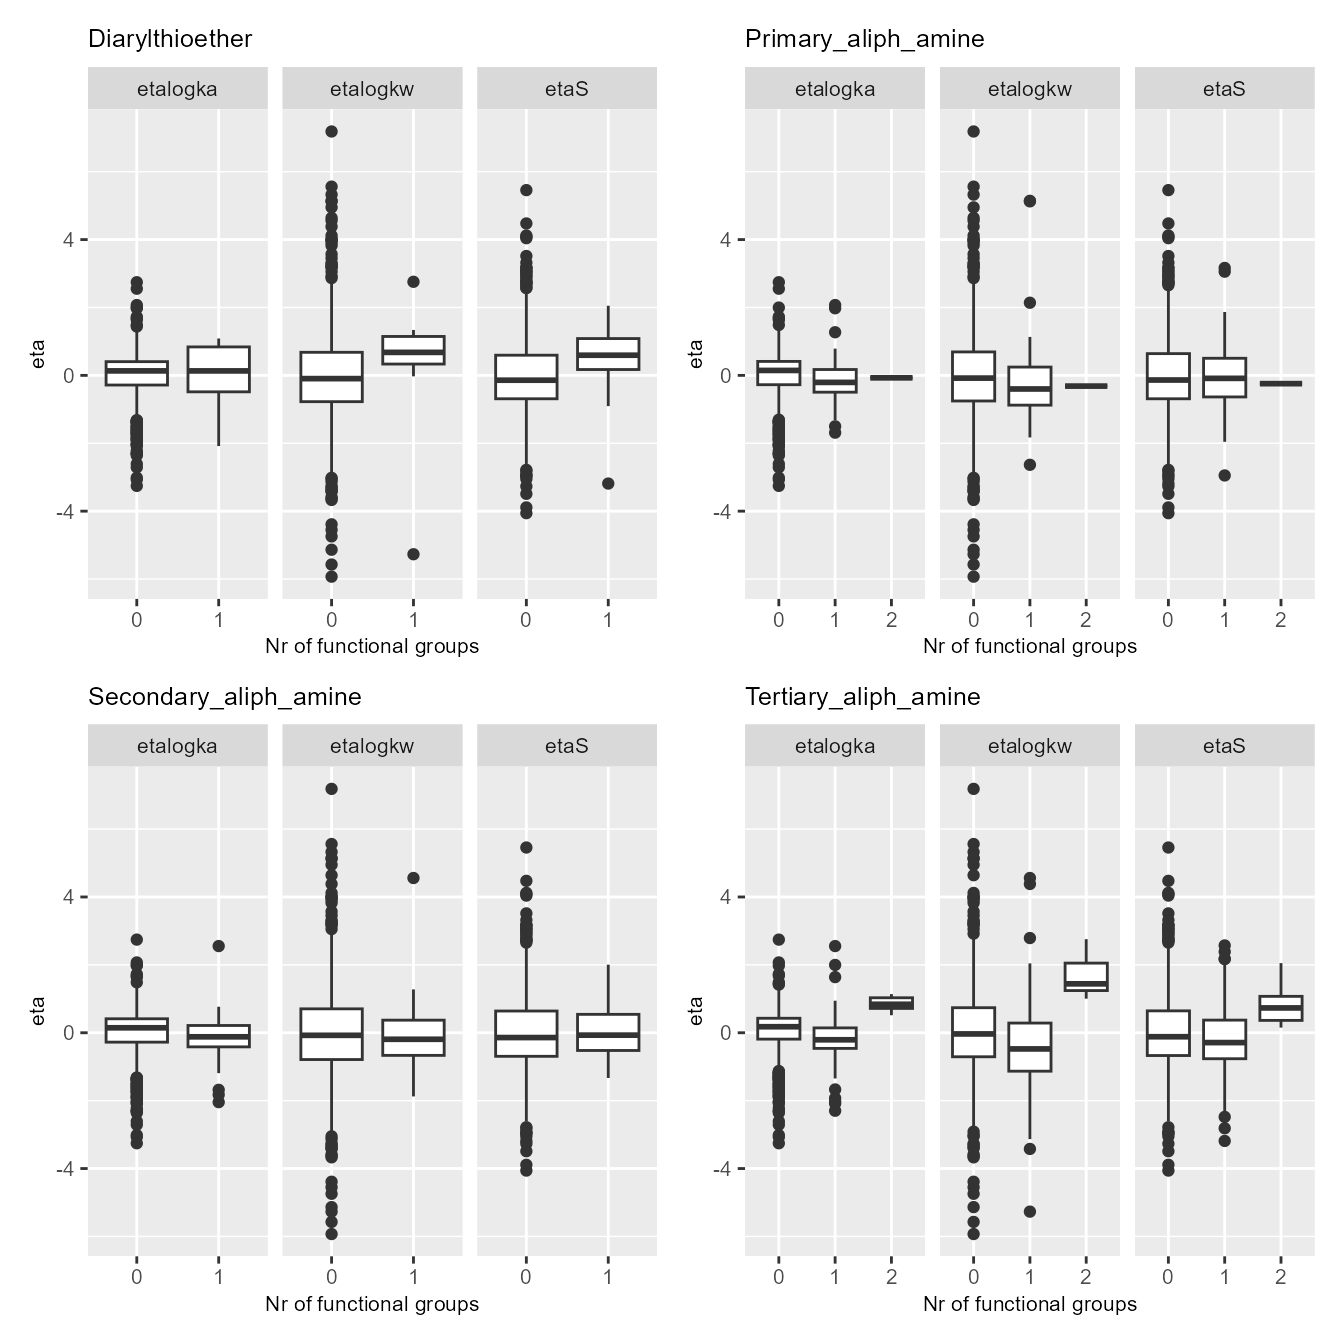 Diarylthioether
etalogka etalogkw etaS
4
0
-4
eta
0 1 0 1 0 1
Nr of functional groups
Primary_aliph_amine
etalogka etalogkw etaS
4
0
-4
eta
0 1 2 0 1 2 0 1 2
Nr of functional groups
Secondary_aliph_amine
etalogka etalogkw etaS
4
0
-4
eta
0 1 0 1 0 1
Nr of functional groups
Tertiary_aliph_amine
etalogka etalogkw etaS
4
0
-4
eta
0 1 2 0 1 2 0 1 2
Nr of functional groups